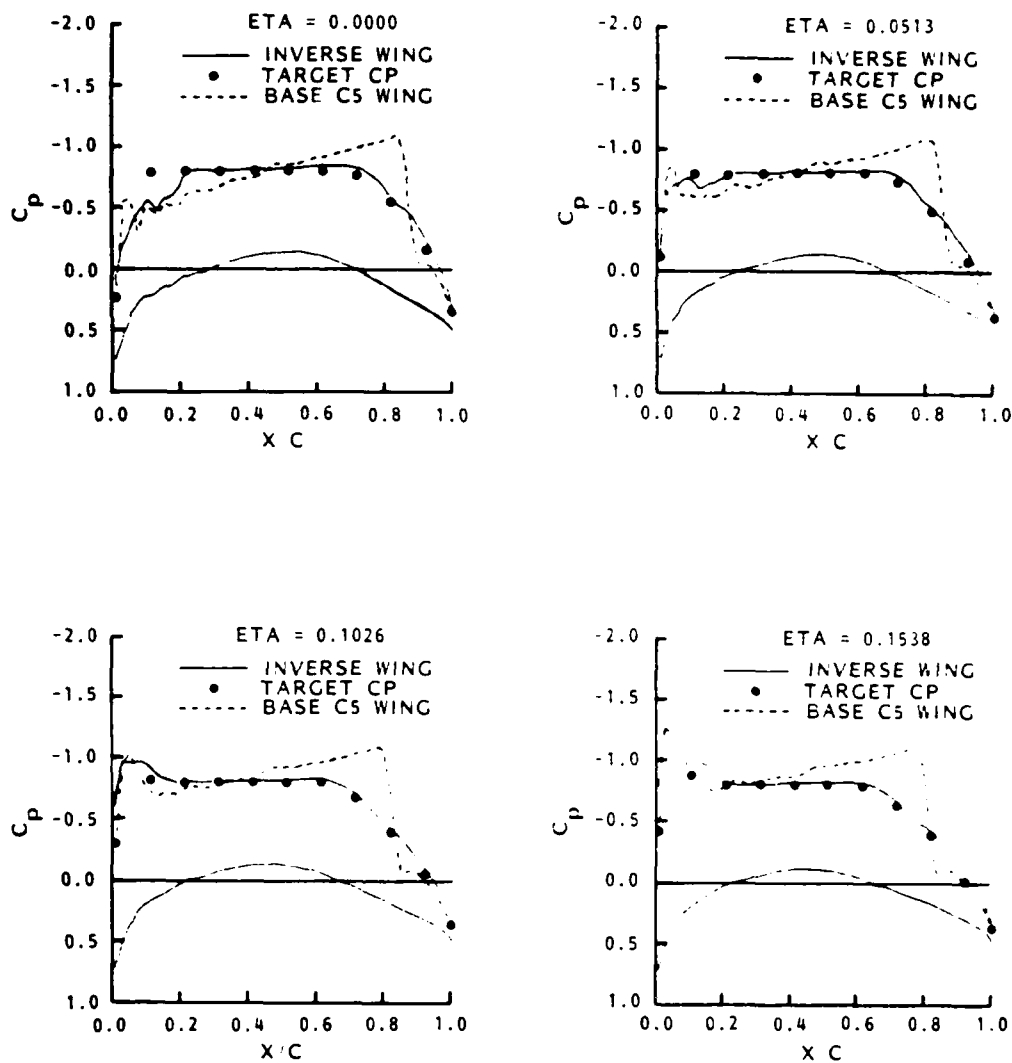 ETA = 0.0000
INVERSE WING
TARGET CP
BASE C5 WING
-2.0
-1.5
-1.0
-0.5
0.0
0.5
1.0
Cp
0.0 0.2 0.4 0.6 0.8 1.0
X C
ETA = 0.0513
INVERSE WING
TARGET CP
BASE C5 WING
-2.0
-1.5
-1.0
-0.5
0.0
0.5
1.0
Cp
0.0 0.2 0.4 0.6 0.8 1.0
X C
ETA = 0.1026
INVERSE WING
TARGET CP
BASE C5 WING
-2.0
-1.5
-1.0
-0.5
0.0
0.5
1.0
Cp
0.0 0.2 0.4 0.6 0.8 1.0
X/C
ETA = 0.1538
INVERSE WING
TARGET CP
BASE C5 WING
-2.0
-1.5
-1.0
-0.5
0.0
0.5
1.0
Cp
0.0 0.2 0.4 0.6 0.8 1.0
X C